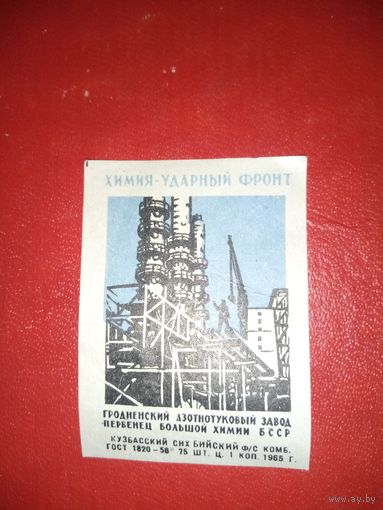 ХИМИЯ-УДАРНЫЙ ФРОНТ
ГРОДНЕНСКИЙ АЗОТНОТУКОВЫЙ ЗАВОД
-ПЕРВЕНЕЦ БОЛЬШОЙ ХИМИИ БССР
КУЗБАССКИЙ СНХ БИЙСКИЙ Ф/С КОМБ.
ГОСТ 1820-56 75 ШТ. Ц. 1 КОП. 1965 Г.
www.ay.by